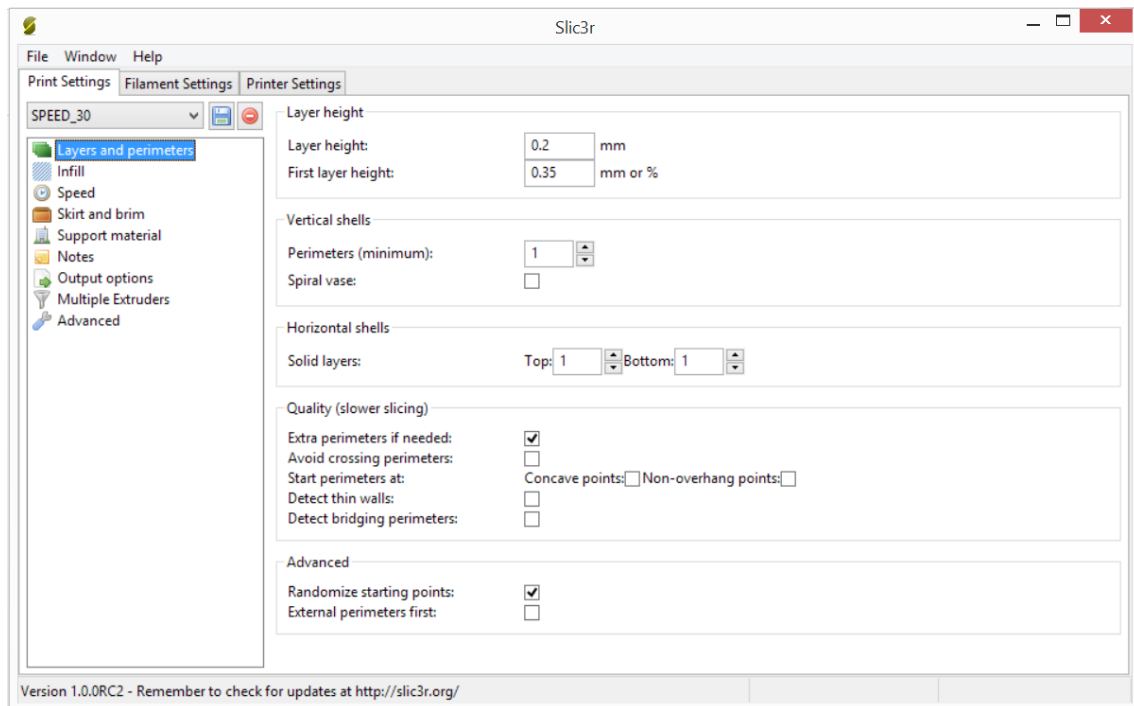 Slic3r
File Window Help
Print Settings Filament Settings Printer Settings
SPEED_30
Layers and perimeters
Infill
Speed
Skirt and brim
Support material
Notes
Output options
Multiple Extruders
Advanced
Layer height
Layer height: 0.2 mm
First layer height: 0.35 mm or %
Vertical shells
Perimeters (minimum): 1
Spiral vase:
Horizontal shells
Solid layers: Top: 1 Bottom: 1
Quality (slower slicing)
Extra perimeters if needed:
Avoid crossing perimeters:
Start perimeters at: Concave points: Non-overhang points:
Detect thin walls:
Detect bridging perimeters:
Advanced
Randomize starting points:
External perimeters first:
Version 1.0.0RC2 - Remember to check for updates at http://slic3r.org/